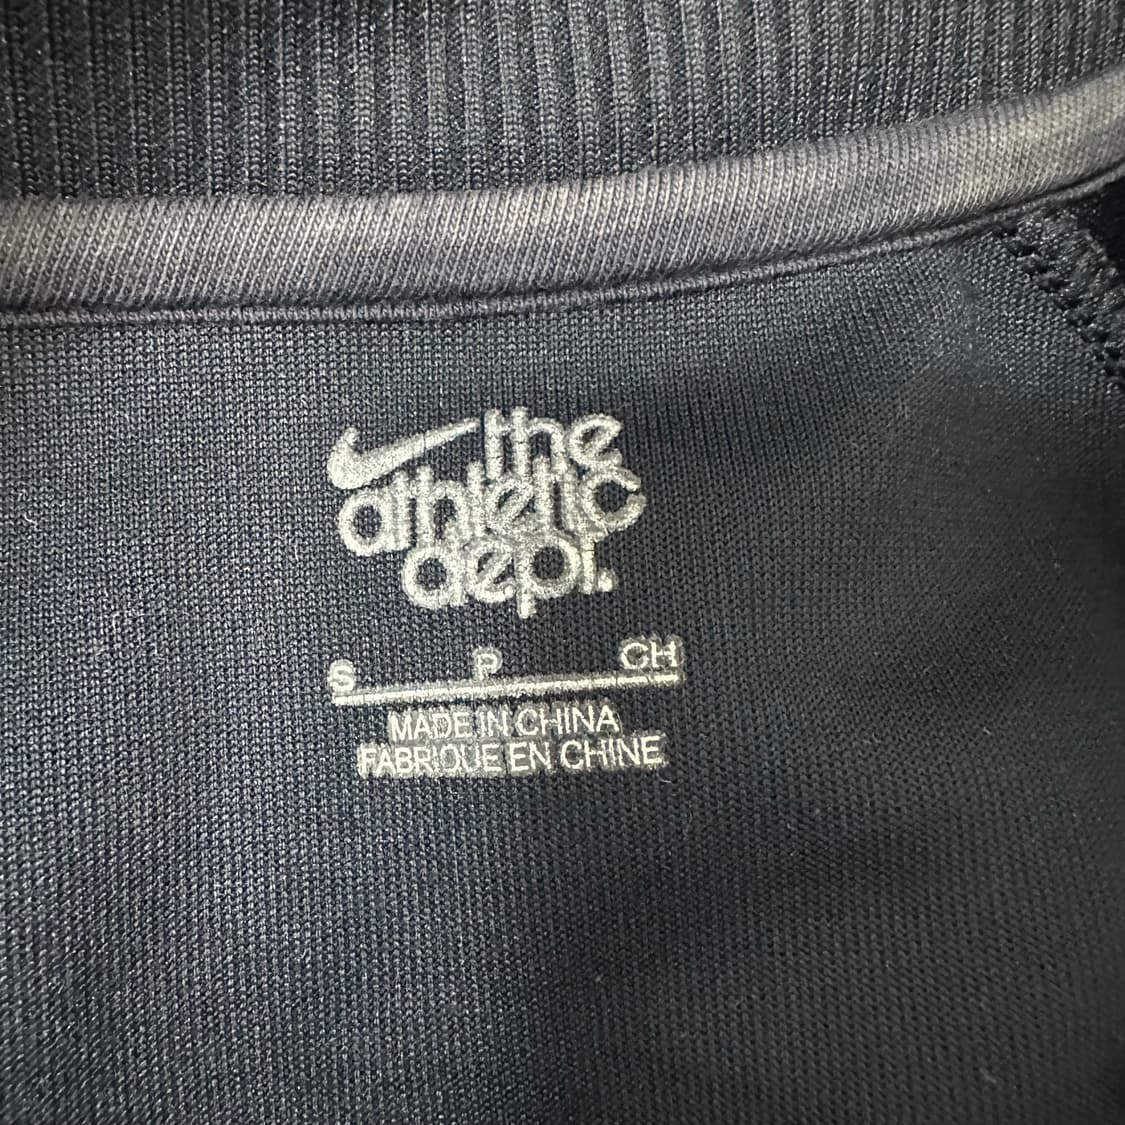 the
athletic
dept.
S P CH
MADE IN CHINA
FABRIQUE EN CHINE